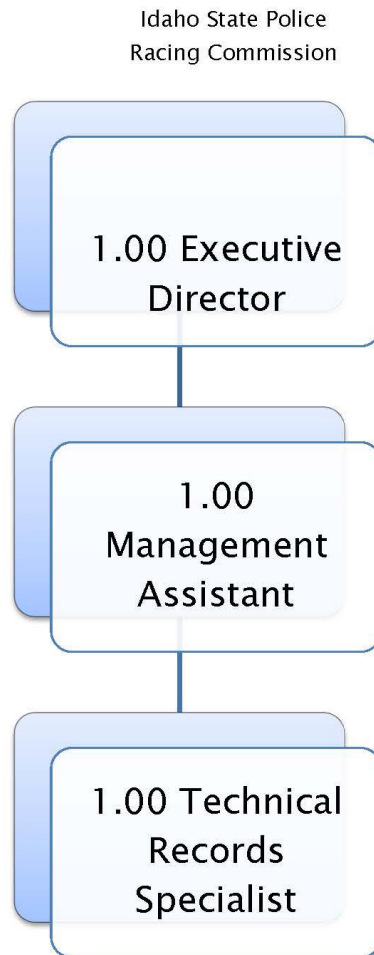 Idaho State Police
Racing Commission
1.00 Executive
Director
1.00
Management
Assistant
1.00 Technical
Records
Specialist